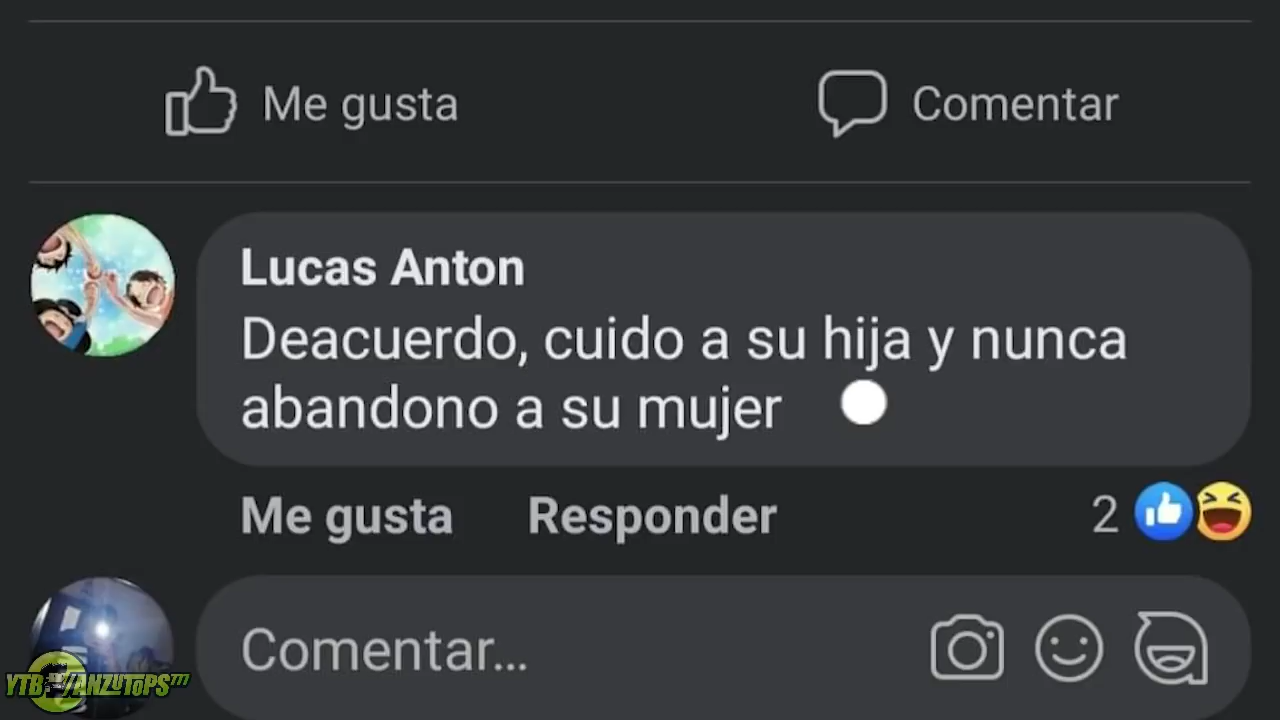 Me gusta
Comentar
Lucas Anton
Deacuerdo, cuido a su hija y nunca
abandono a su mujer
Me gusta
Responder
2
Comentar...
YTB ANZUTOPS